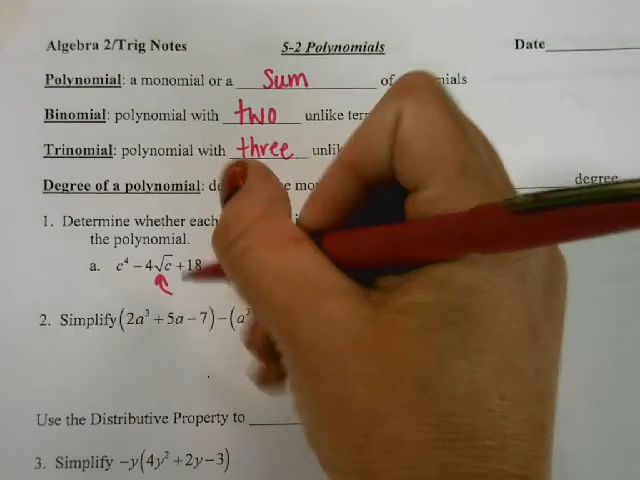 Algebra 2/Trig Notes 5-2 Polynomials Date
Polynomial: a monomial or a sum of
Binomial: polynomial with two unlike
Trinomial: polynomial with three
Degree of a polynomial: degree
1. Determine whether each
the polynomial.
a. c⁴ − 4√c + 18
2. Simplify (2a³ + 5a − 7) − (a³
Use the Distributive Property to
3. Simplify −y(4y² + 2y − 3)